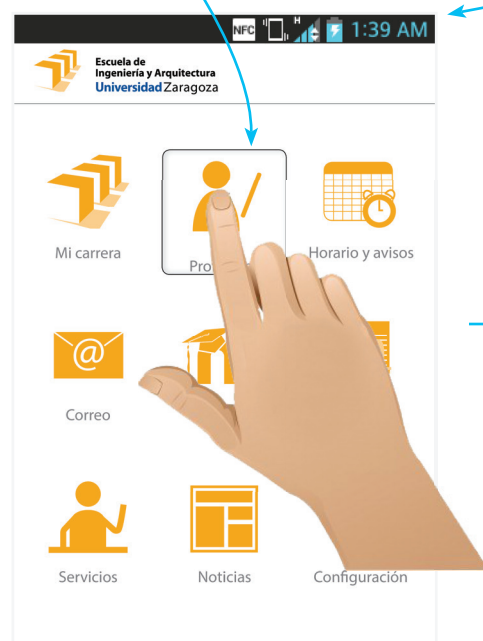 NFC H 1:39 AM
Escuela de
Ingeniería y Arquitectura
Universidad Zaragoza
Mi carrera
Horario y avisos
@
Correo
Servicios
Noticias
Configuración